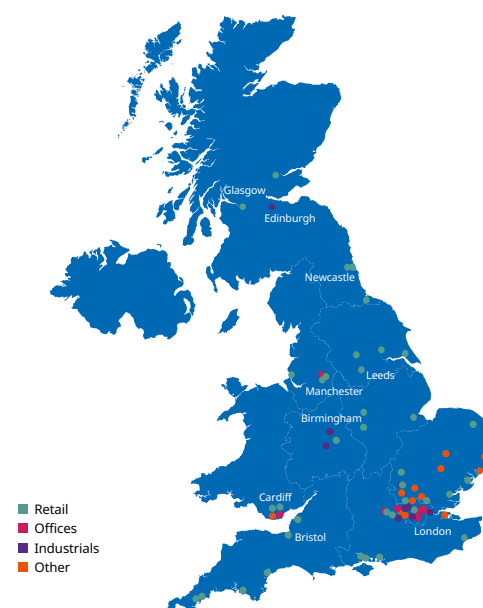 Glasgow
Edinburgh
Newcastle
Leeds
Manchester
Birmingham
Cardiff
Bristol
London
Retail
Offices
Industrials
Other